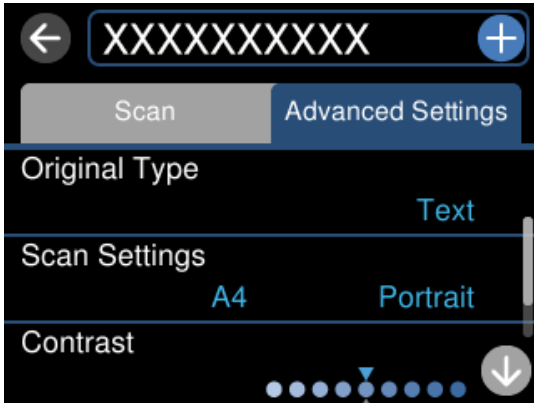 XXXXXXXXXX
Scan Advanced Settings
Original Type
Text
Scan Settings
A4 Portrait
Contrast